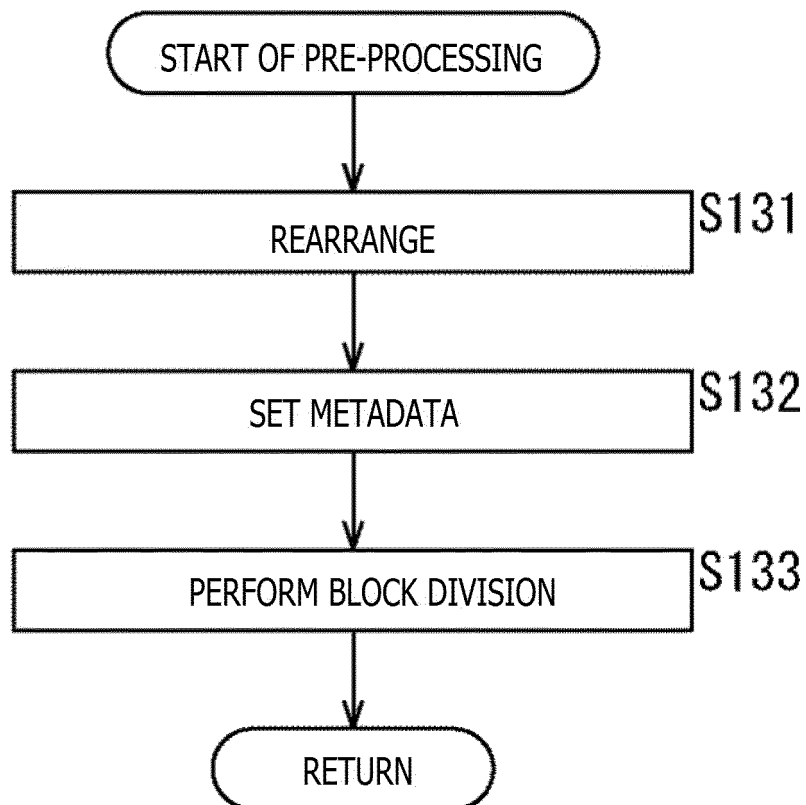 START OF PRE-PROCESSING
REARRANGE
S131
SET METADATA
S132
PERFORM BLOCK DIVISION
S133
RETURN